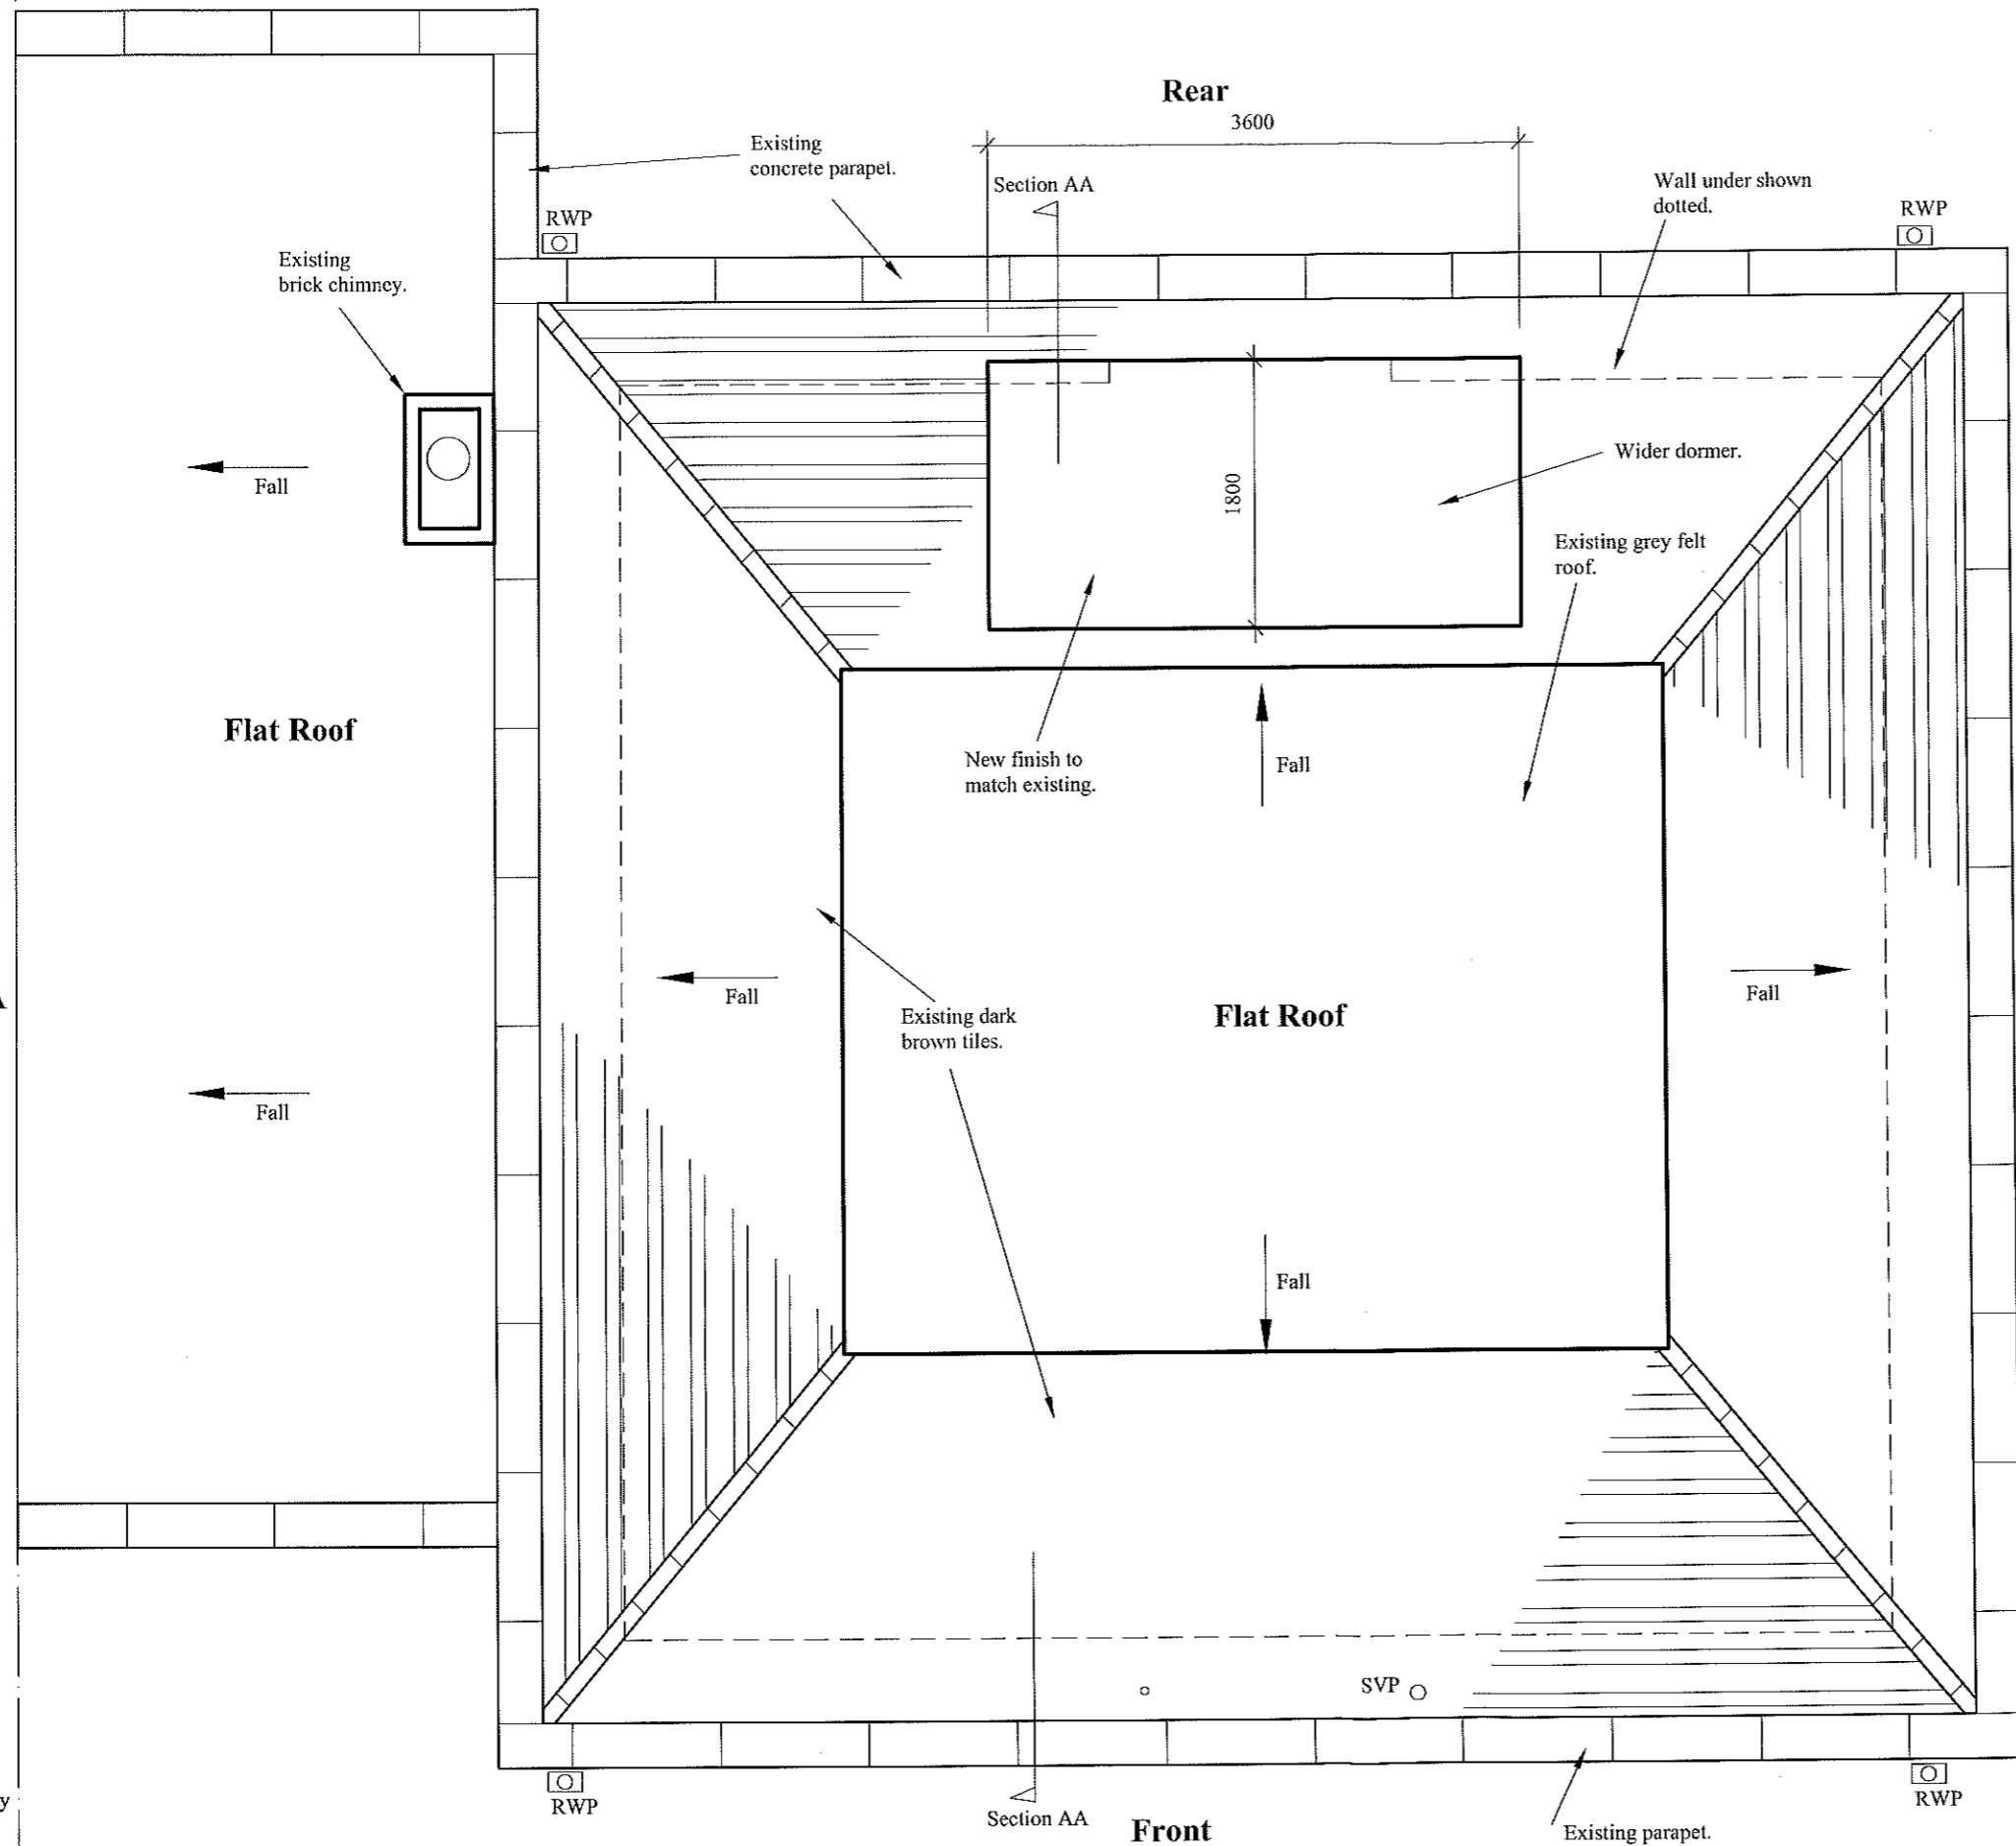 Rear
3600
Existing
concrete parapet.
Section AA
Wall under shown
dotted.
RWP
RWP
Existing
brick chimney.
Fall
Wider dormer.
1800
Existing grey felt
roof.
Flat Roof
New finish to
match existing.
Fall
Fall
Fall
Existing dark
brown tiles.
Flat Roof
Fall
Fall
SVP
RWP
Section AA
Front
Existing parapet.
RWP